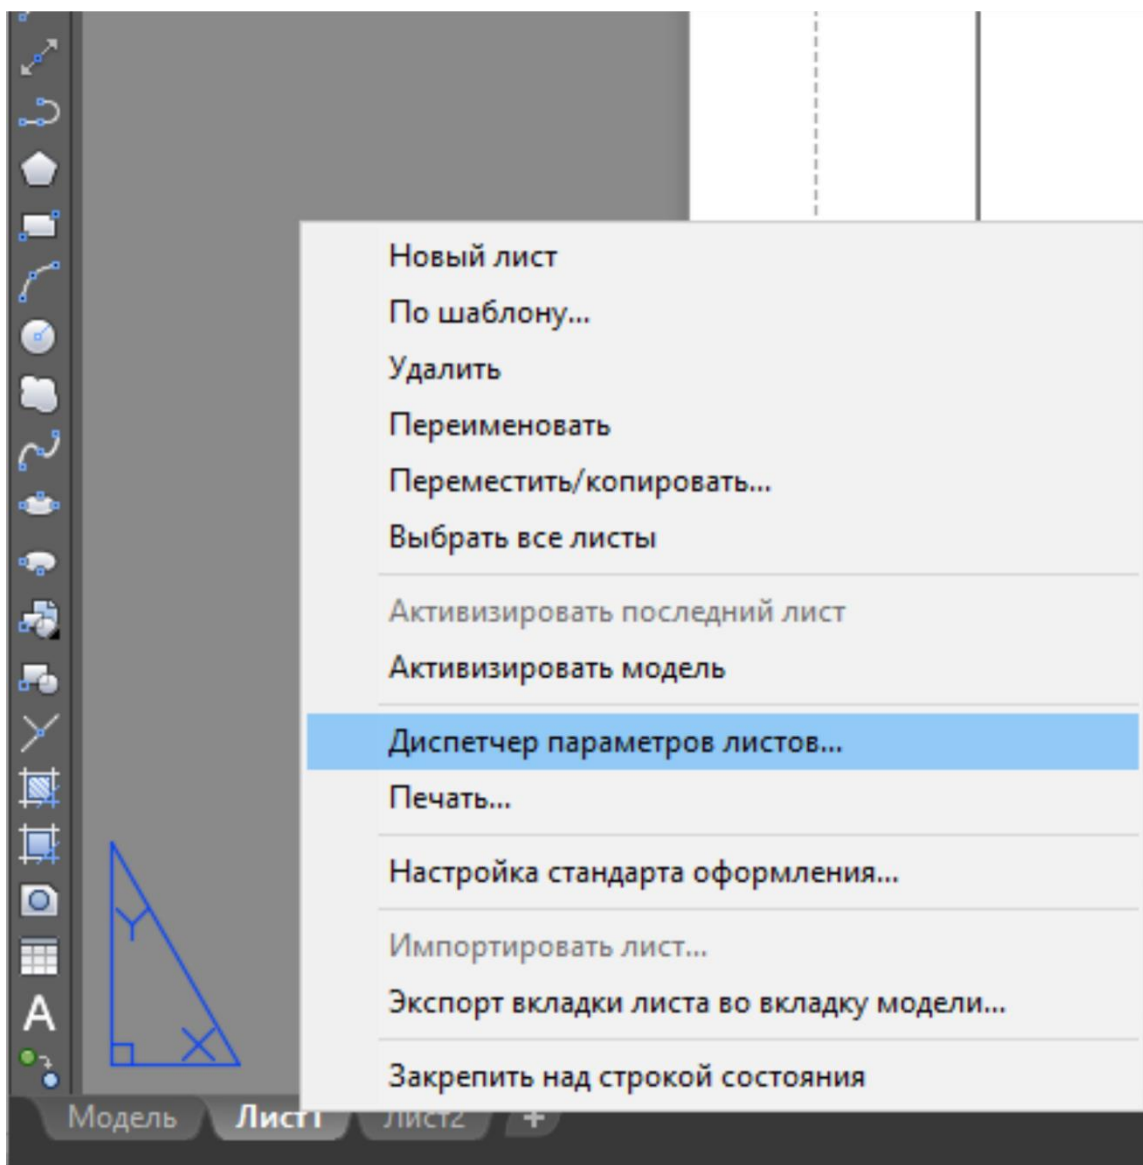 Новый лист
По шаблону...
Удалить
Переименовать
Переместить/копировать...
Выбрать все листы
Активизировать последний лист
Активизировать модель
Диспетчер параметров листов...
Печать...
Настройка стандарта оформления...
Импортировать лист...
Экспорт вкладки листа во вкладку модели...
Закрепить над строкой состояния
A
Y
X
Модель Лист1 Лист2 +